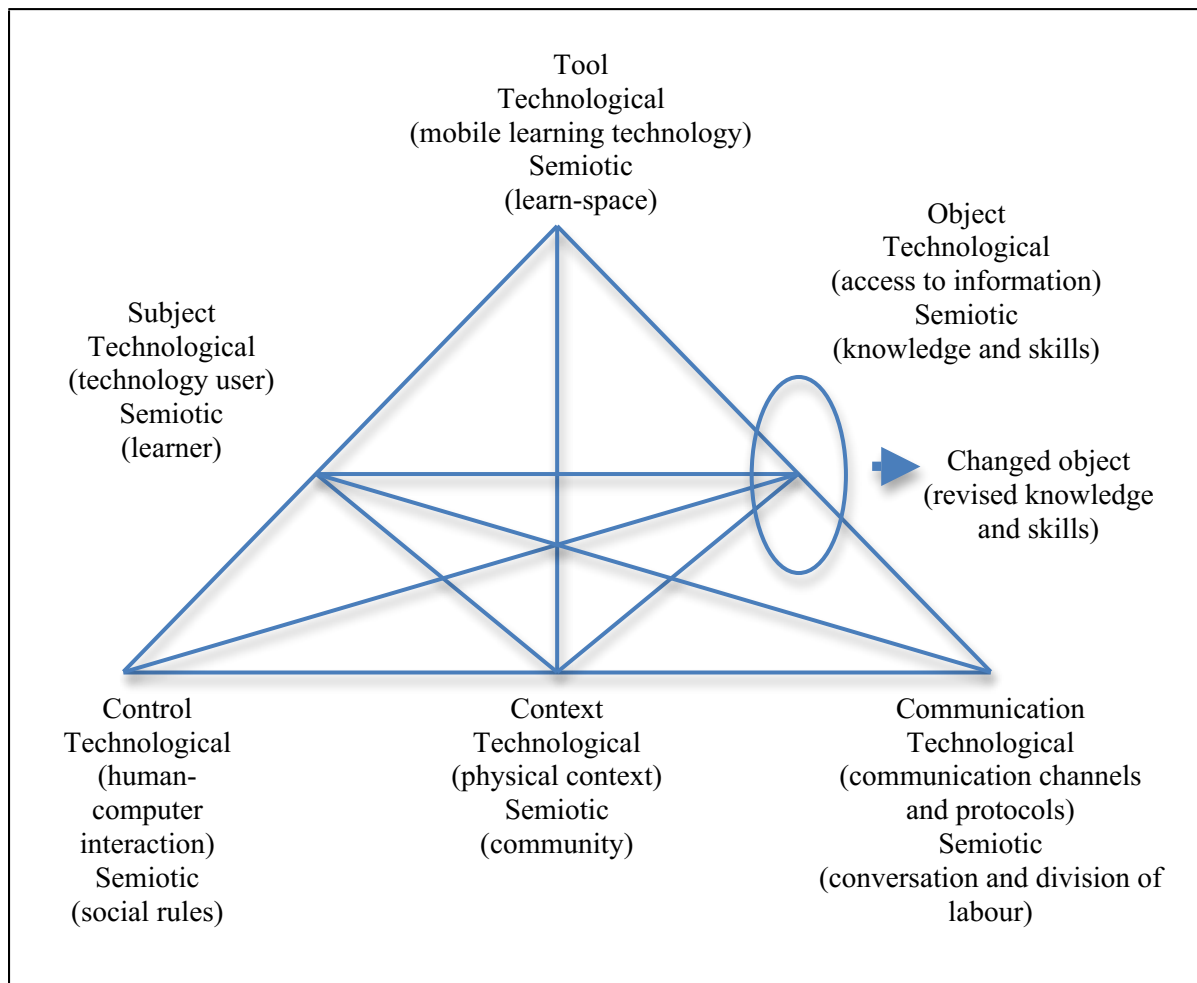 Tool
Technological
(mobile learning technology)
Semiotic
(learn-space)
Object
Technological
(access to information)
Semiotic
(knowledge and skills)
Subject
Technological
(technology user)
Semiotic
(learner)
Changed object
(revised knowledge
and skills)
Control
Technological
(human-
computer
interaction)
Semiotic
(social rules)
Context
Technological
(physical context)
Semiotic
(community)
Communication
Technological
(communication channels
and protocols)
Semiotic
(conversation and division of
labour)